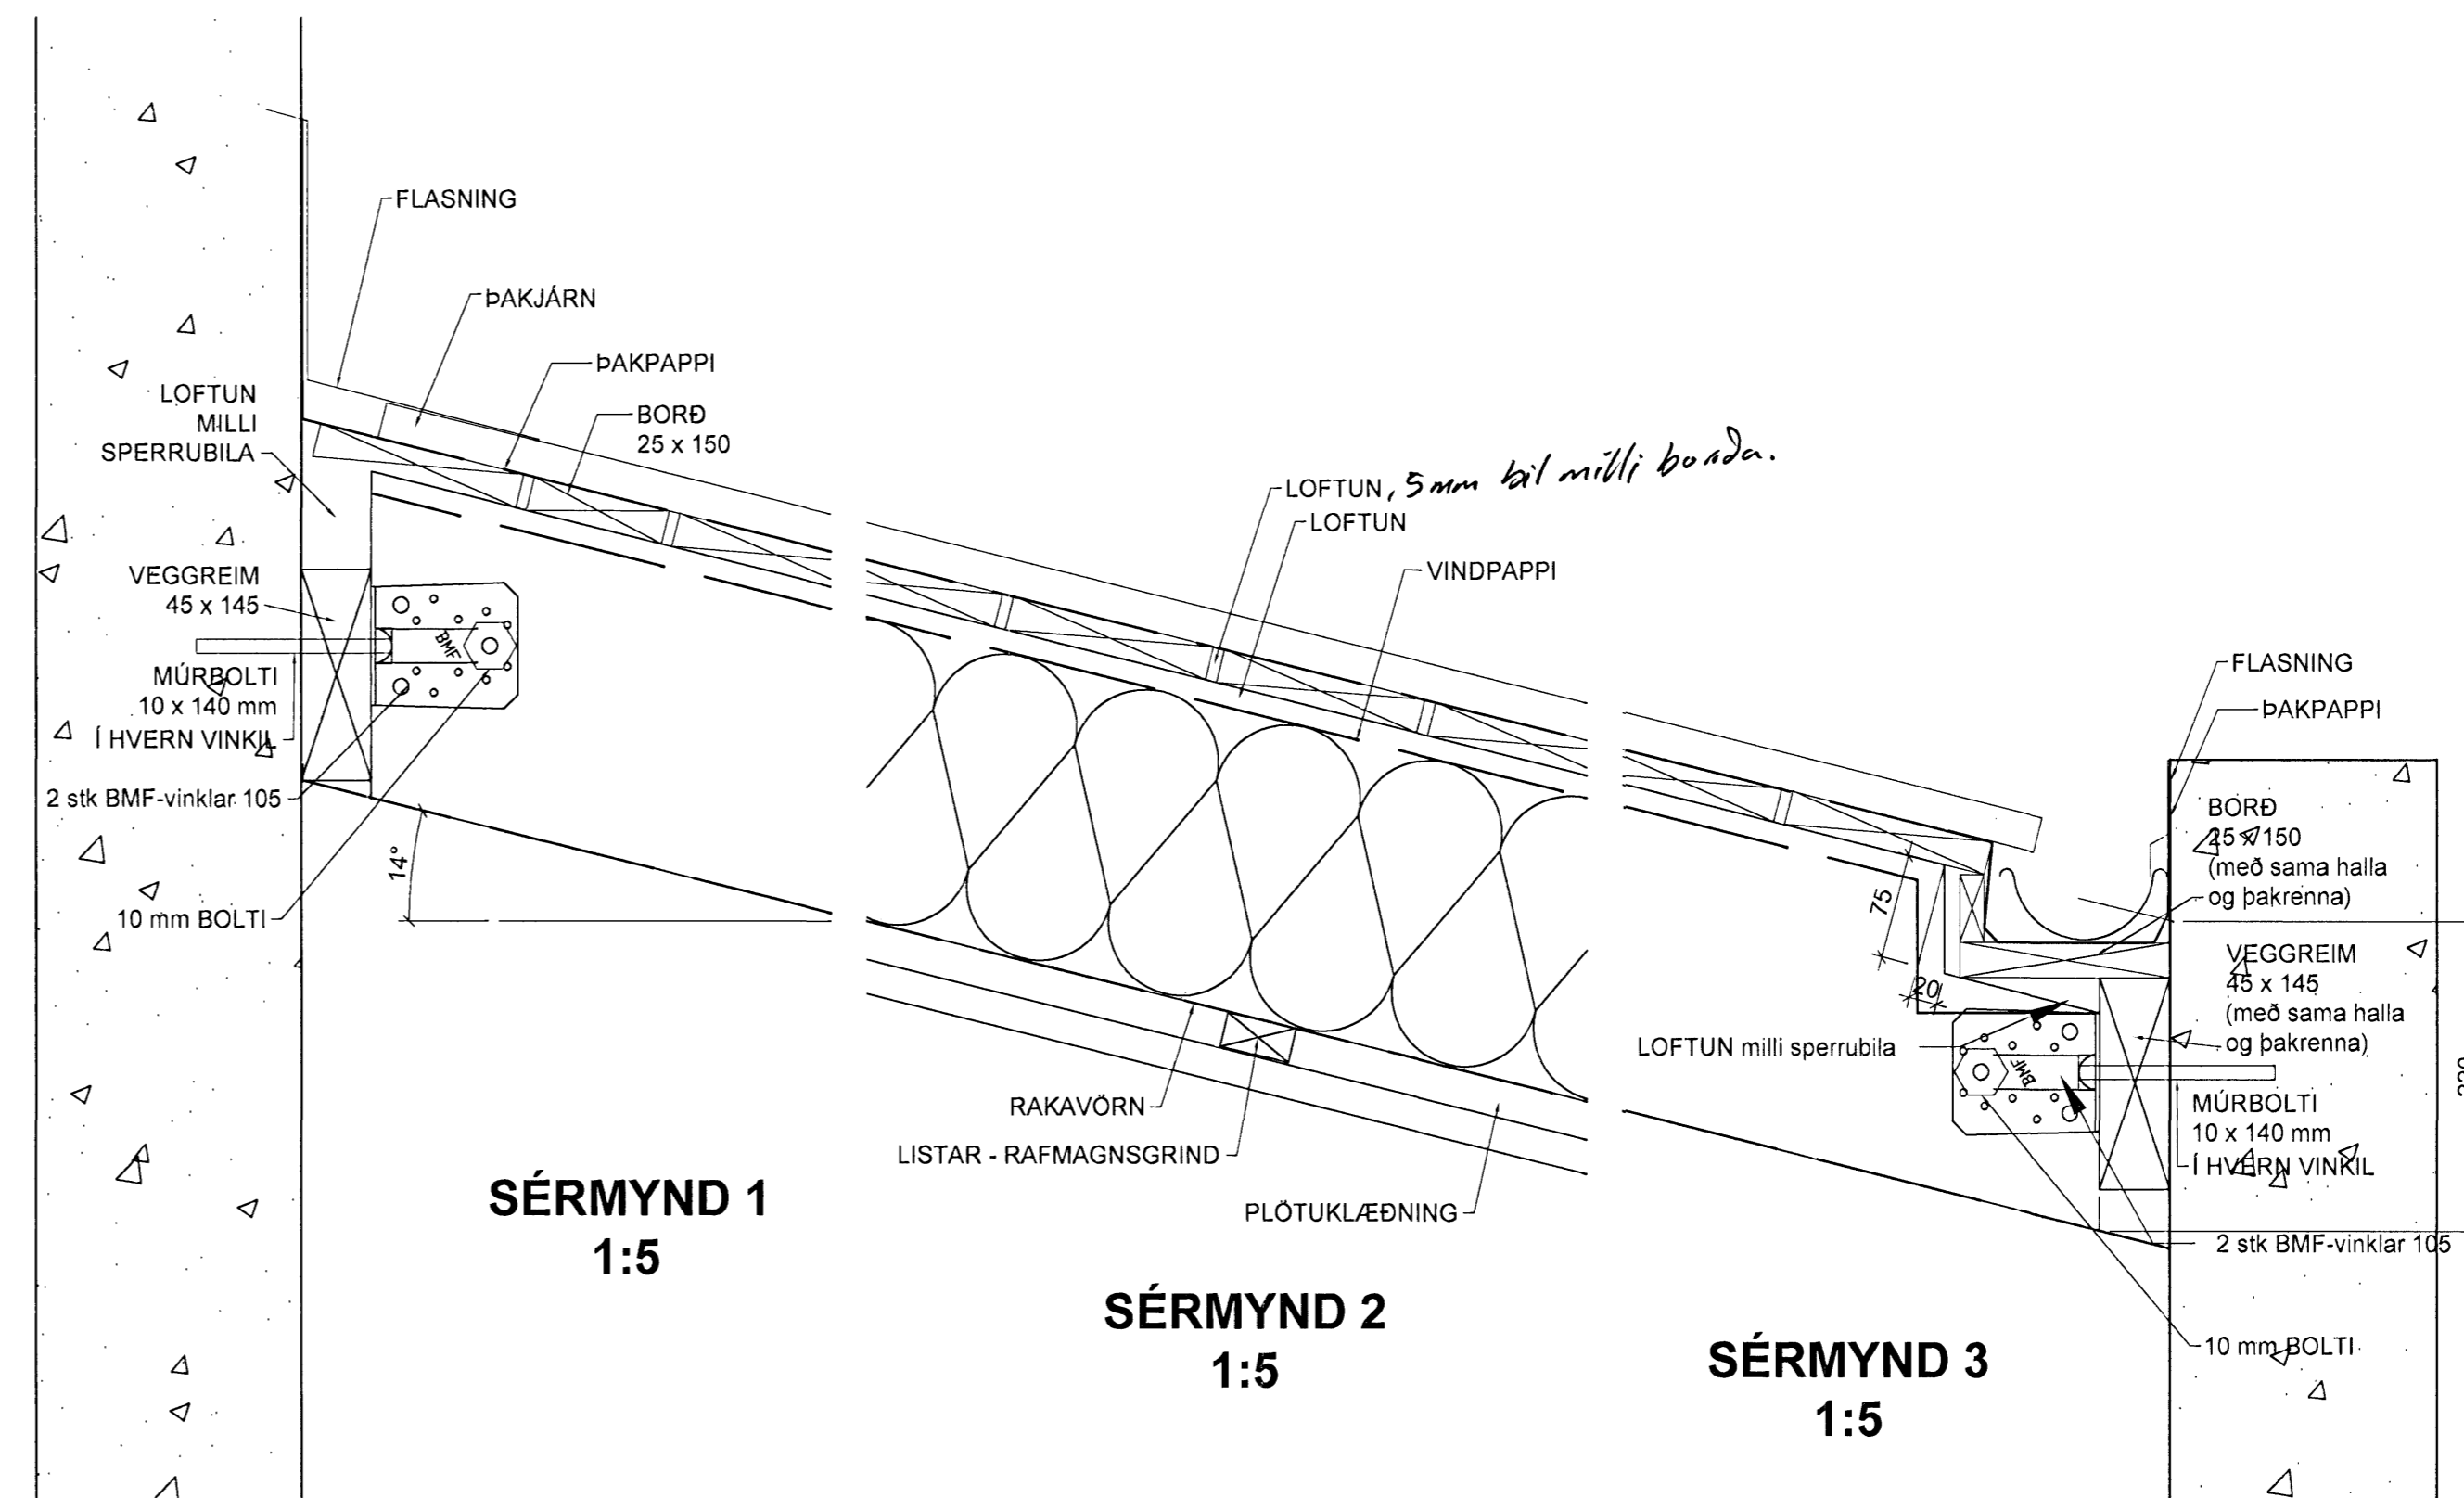 FLASNING
ÞAKJÁRN
ÞAKPAPPI
BORÐ
25 x 150
LOFTUN
MILLI
SPERRUBILA
VEGGREIM
45 x 145
MÚRBOLTI
10 x 140 mm
Í HVERN VINKIL
2 stk BMF-vinklar 105
10 mm BOLTI
BMF
14°
SÉRMYND 1
1:5
LOFTUN, 5 mm bil milli borða.
LOFTUN
VINDPAPPI
RAKAVÖRN
LISTAR - RAFMAGNSGRIND
PLÖTUKLÆÐNING
SÉRMYND 2
1:5
FLASNING
ÞAKPAPPI
BORÐ
25 x 150
(með sama halla
og þakrenna)
VEGGREIM
45 x 145
(með sama halla
og þakrenna)
75
20
LOFTUN milli sperrubila
BMF
MÚRBOLTI
10 x 140 mm
Í HVERN VINKIL
2 stk BMF-vinklar 105
10 mm BOLTI
SÉRMYND 3
1:5